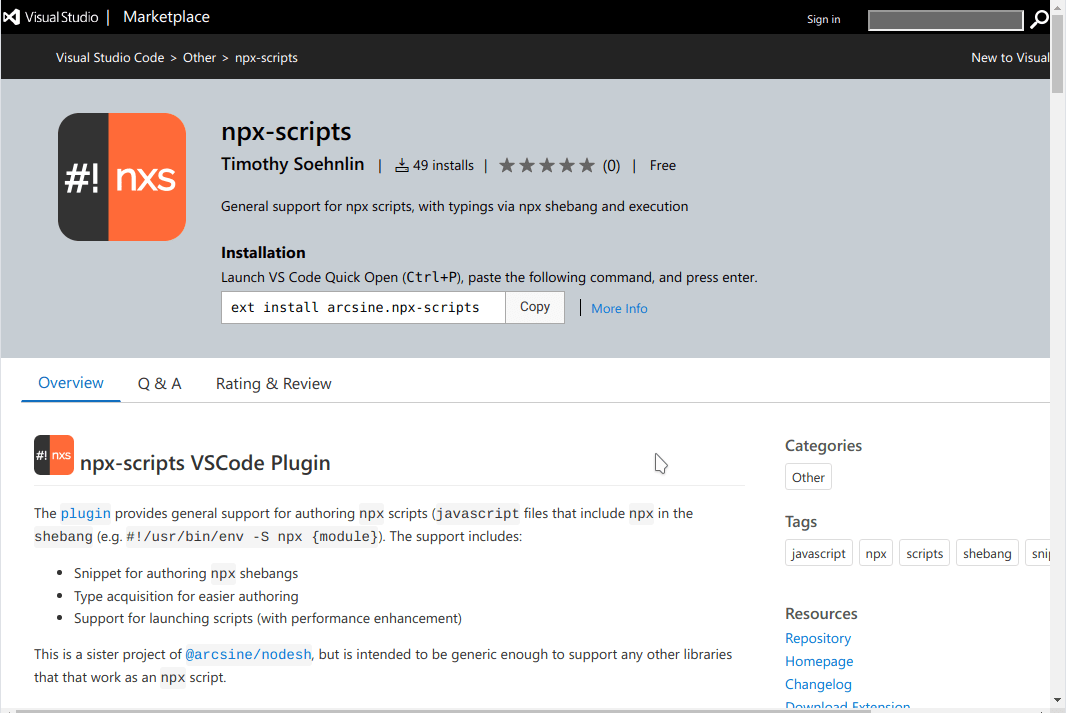 Visual Studio | Marketplace
Sign in
Visual Studio Code > Other > npx-scripts
New to Visual
#! nxs
npx-scripts
Timothy Soehnlin | 49 installs | (0) | Free
General support for npx scripts, with typings via npx shebang and execution
Installation
Launch VS Code Quick Open (Ctrl+P), paste the following command, and press enter.
ext install arcsine.npx-scripts Copy | More Info
Overview Q & A Rating & Review
#! nxs npx-scripts VSCode Plugin
The plugin provides general support for authoring npx scripts (javascript files that include npx in the
shebang (e.g. #!/usr/bin/env -S npx {module}). The support includes:
• Snippet for authoring npx shebangs
• Type acquisition for easier authoring
• Support for launching scripts (with performance enhancement)
This is a sister project of @arcsine/nodesh, but is intended to be generic enough to support any other libraries
that that work as an npx script.
Categories
Other
Tags
javascript npx scripts shebang snip
Resources
Repository
Homepage
Changelog
Download Extension